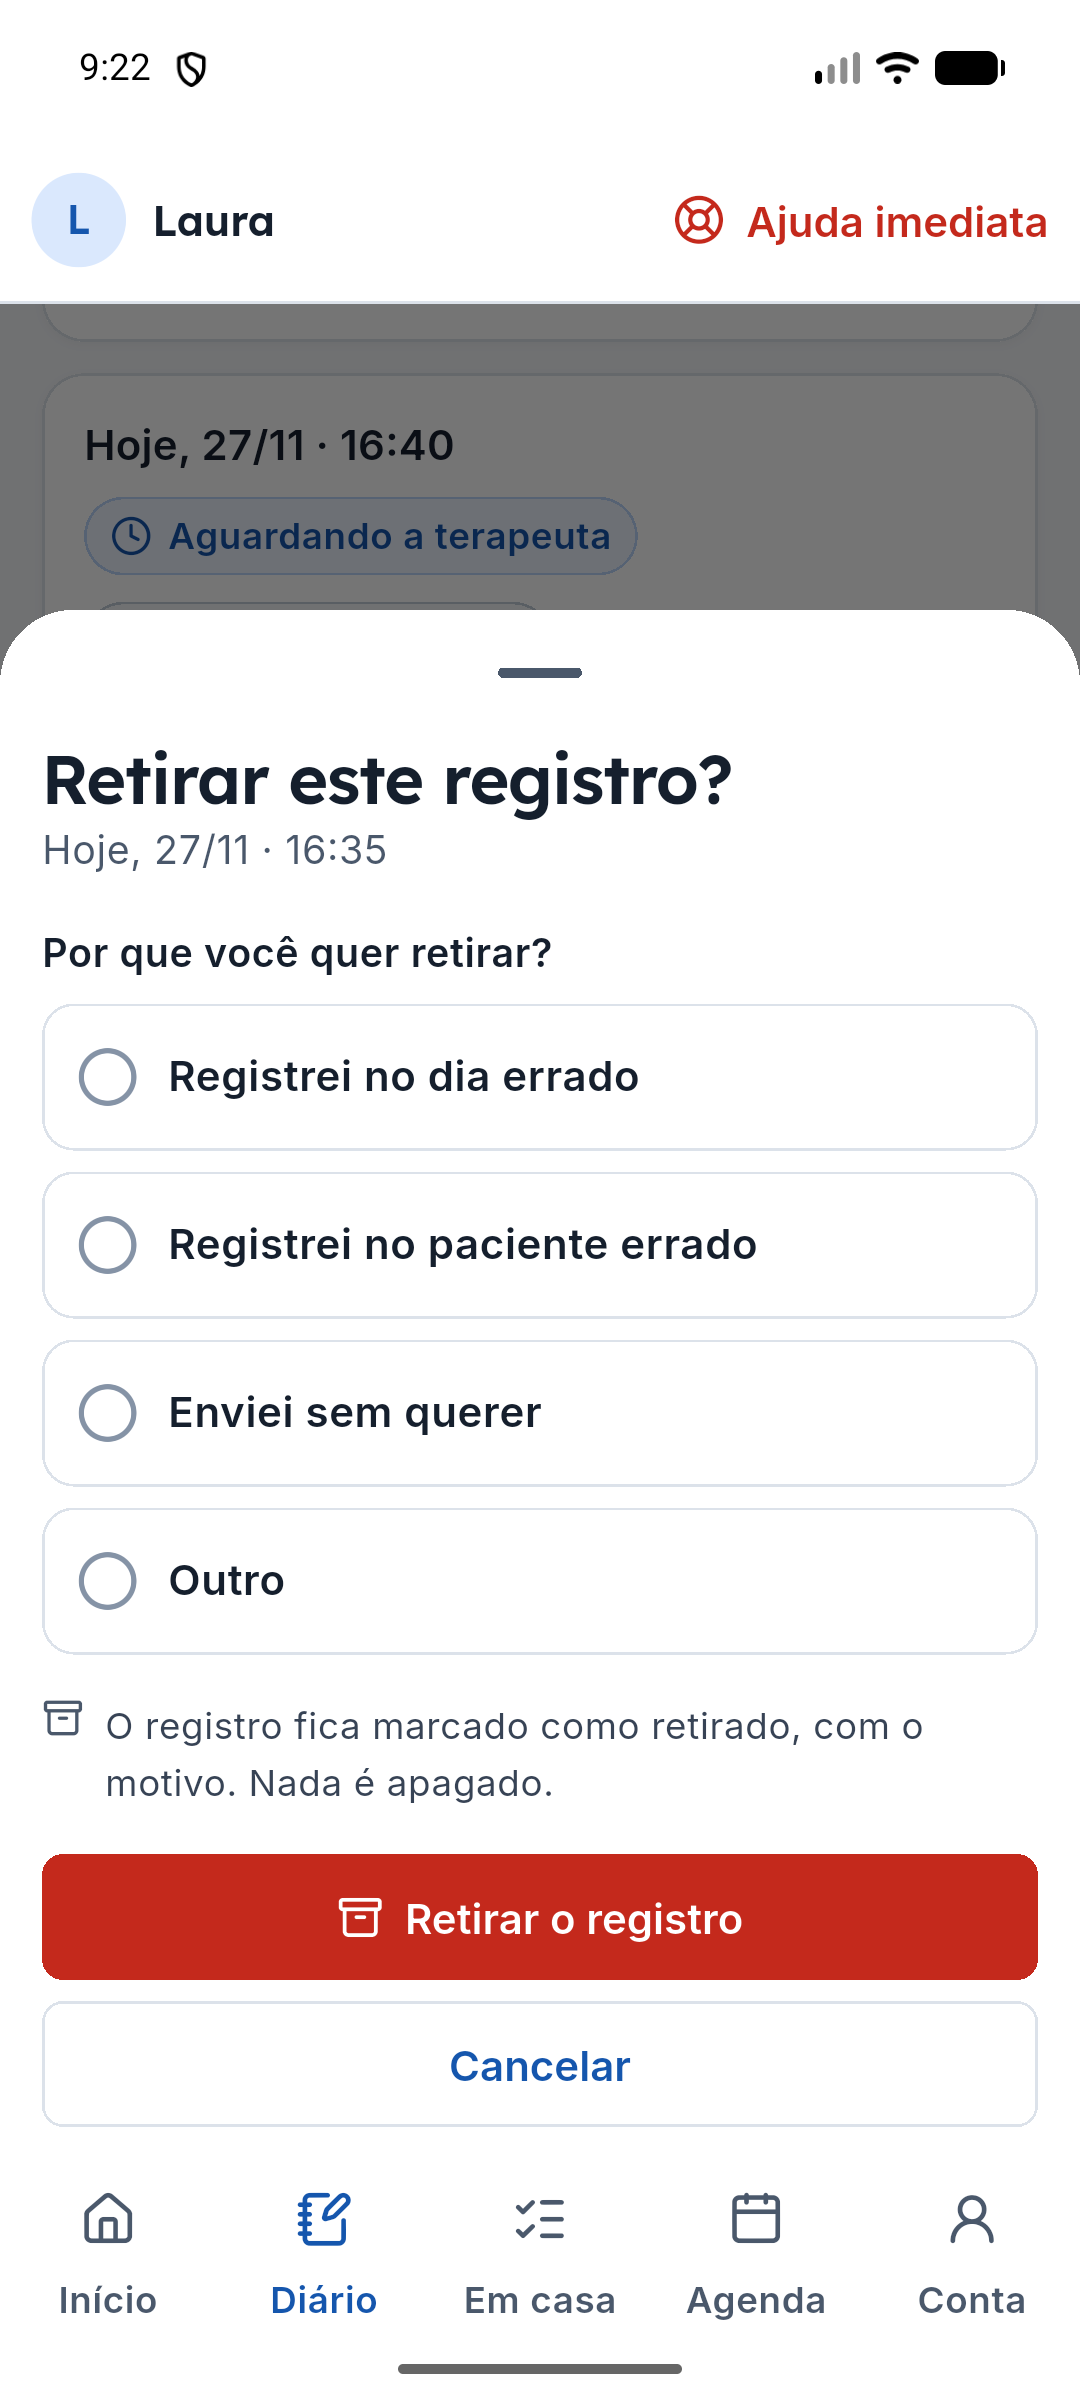 9:22
L
Laura
Ajuda imediata
Hoje, 27/11 · 16:40
Aguardando a terapeuta
Retirar este registro?
Hoje, 27/11 · 16:35
Por que você quer retirar?
Registrei no dia errado
Registrei no paciente errado
Enviei sem querer
Outro
O registro fica marcado como retirado, com o
motivo. Nada é apagado.
Retirar o registro
Cancelar
Início
Diário
Em casa
Agenda
Conta